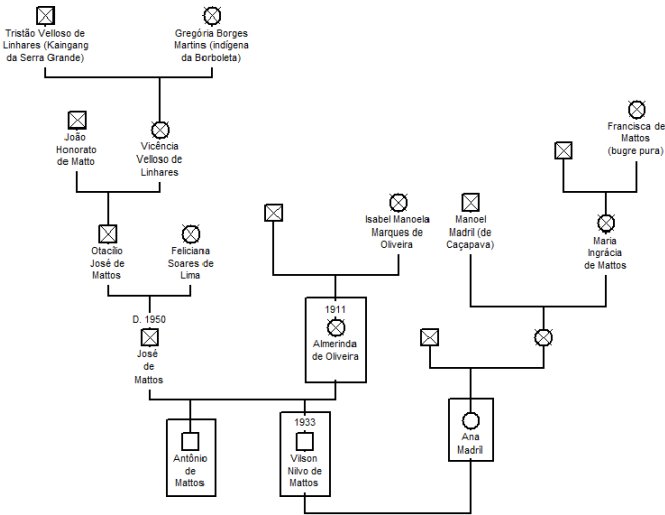 Tristão Velloso de
Linhares (Kaingang
da Serra Grande)
Gregória Borges
Martins (indígena
da Borboleta)
João
Honorato
de Matto
Vicência
Velloso de
Linhares
Francisca de
Mattos
(bugre pura)
Otacílio
José de
Mattos
Feliciana
Soares de
Lima
Isabel Manoela
Marques de
Oliveira
Manoel
Madril (de
Caçapava)
Maria
Ingrácia
de Mattos
D. 1950
José
de
Mattos
1911
Almerinda
de Oliveira
Antônio
de
Mattos
1933
Vilson
Nilvo de
Mattos
Ana
Madril